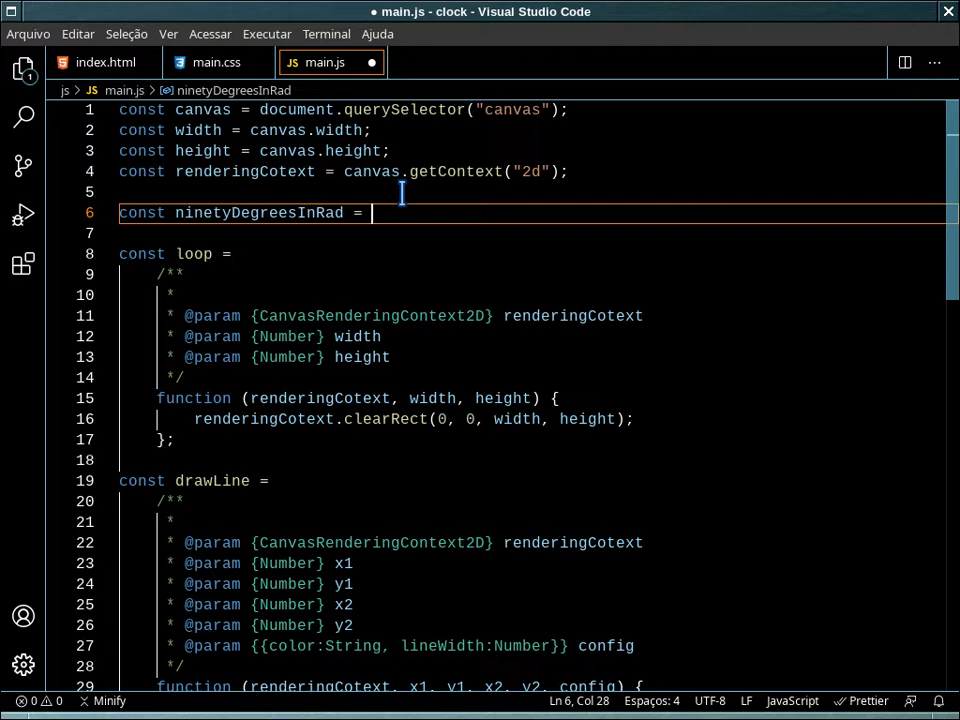 ● main.js - clock - Visual Studio Code
Arquivo Editar Seleção Ver Acessar Executar Terminal Ajuda
index.html main.css JS main.js ●
js > JS main.js > ninetyDegreesInRad
1 const canvas = document.querySelector("canvas");
2 const width = canvas.width;
3 const height = canvas.height;
4 const renderingCotext = canvas.getContext("2d");
5
6 const ninetyDegreesInRad =
7
8 const loop =
9 /**
10 *
11 * @param {CanvasRenderingContext2D} renderingCotext
12 * @param {Number} width
13 * @param {Number} height
14 */
15 function (renderingCotext, width, height) {
16 renderingCotext.clearRect(0, 0, width, height);
17 };
18
19 const drawLine =
20 /**
21 *
22 * @param {CanvasRenderingContext2D} renderingCotext
23 * @param {Number} x1
24 * @param {Number} y1
25 * @param {Number} x2
26 * @param {Number} y2
27 * @param {{color:String, lineWidth:Number}} config
28 */
29 function (renderingCotext, x1, y1, x2, y2, config) {
1
0 0 Minify Ln 6, Col 28 Espaços: 4 UTF-8 LF JavaScript Prettier